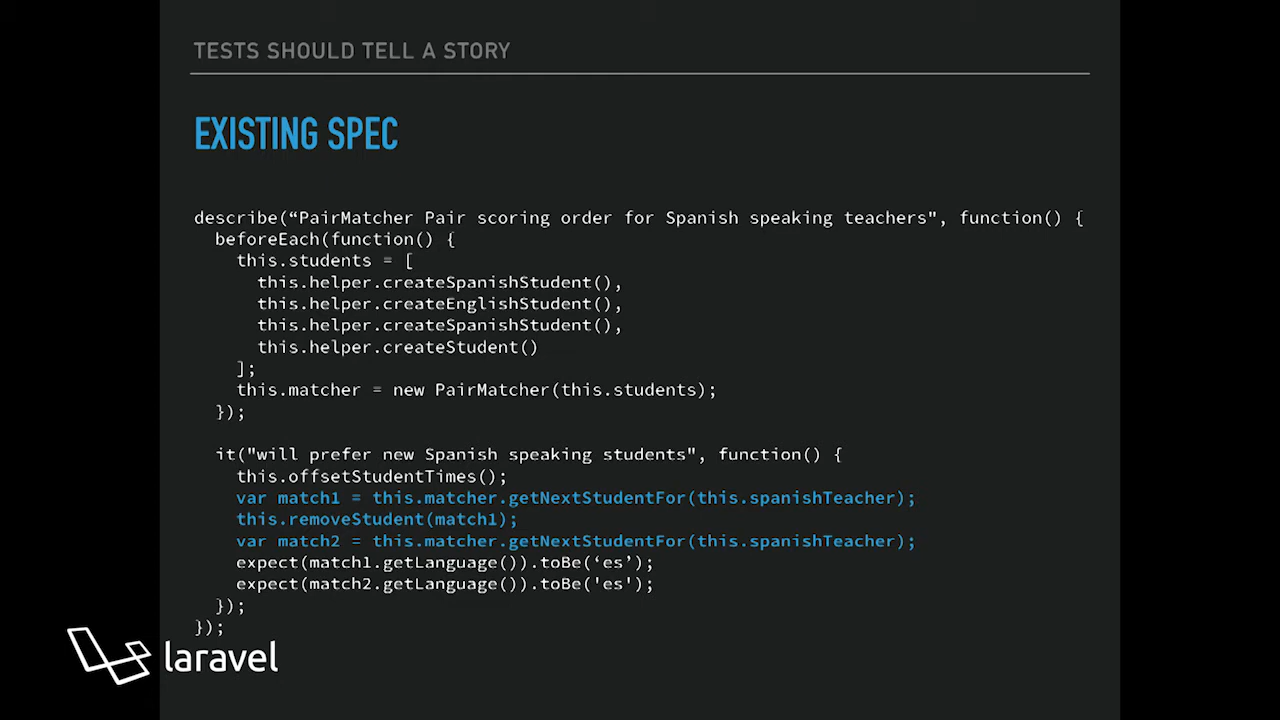 TESTS SHOULD TELL A STORY
EXISTING SPEC
describe(“PairMatcher Pair scoring order for Spanish speaking teachers", function() {
  beforeEach(function() {
    this.students = [
      this.helper.createSpanishStudent(),
      this.helper.createEnglishStudent(),
      this.helper.createSpanishStudent(),
      this.helper.createStudent()
    ];
    this.matcher = new PairMatcher(this.students);
  });
  it("will prefer new Spanish speaking students", function() {
    this.offsetStudentTimes();
    var match1 = this.matcher.getNextStudentFor(this.spanishTeacher);
    this.removeStudent(match1);
    var match2 = this.matcher.getNextStudentFor(this.spanishTeacher);
    expect(match1.getLanguage()).toBe(‘es’);
    expect(match2.getLanguage()).toBe('es');
  });
});
laravel